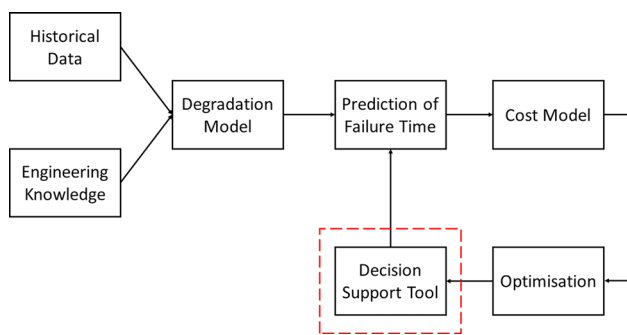 Historical
Data
Degradation
Model
Prediction of
Failure Time
Cost Model
Engineering
Knowledge
Decision
Support Tool
Optimisation